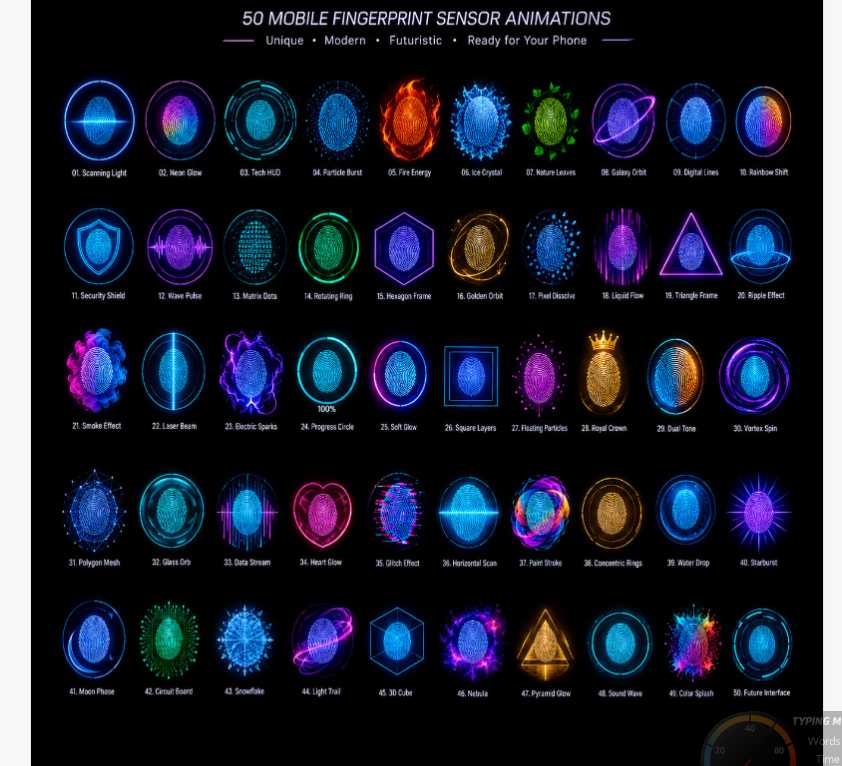 50 MOBILE FINGERPRINT SENSOR ANIMATIONS
Unique • Modern • Futuristic • Ready for Your Phone
01. Scanning Light 02. Neon Glow 03. Tech HUD 04. Particle Burst 05. Fire Energy 06. Ice Crystal 07. Nature Leaves 08. Galaxy Orbit 09. Digital Lines 10. Rainbow Shift
11. Security Shield 12. Wave Pulse 13. Matrix Dots 14. Rotating Ring 15. Hexagon Frame 16. Golden Orbit 17. Pixel Dissolve 18. Liquid Flow 19. Triangle Frame 20. Ripple Effect
100%
21. Smoke Effect 22. Laser Beam 23. Electric Sparks 24. Progress Circle 25. Soft Glow 26. Square Layers 27. Floating Particles 28. Royal Crown 29. Dual Tone 30. Vortex Spin
31. Polygon Mesh 32. Glass Orb 33. Data Stream 34. Heart Glow 35. Glitch Effect 36. Horizontal Scan 37. Paint Stroke 38. Concentric Rings 39. Water Drop 40. Starburst
41. Moon Phase 42. Circuit Board 43. Snowflake 44. Light Trail 45. 3D Cube 46. Nebula 47. Pyramid Glow 48. Sound Wave 49. Color Splash 50. Future Interface
TYPING M
40
Words
20 80
Time